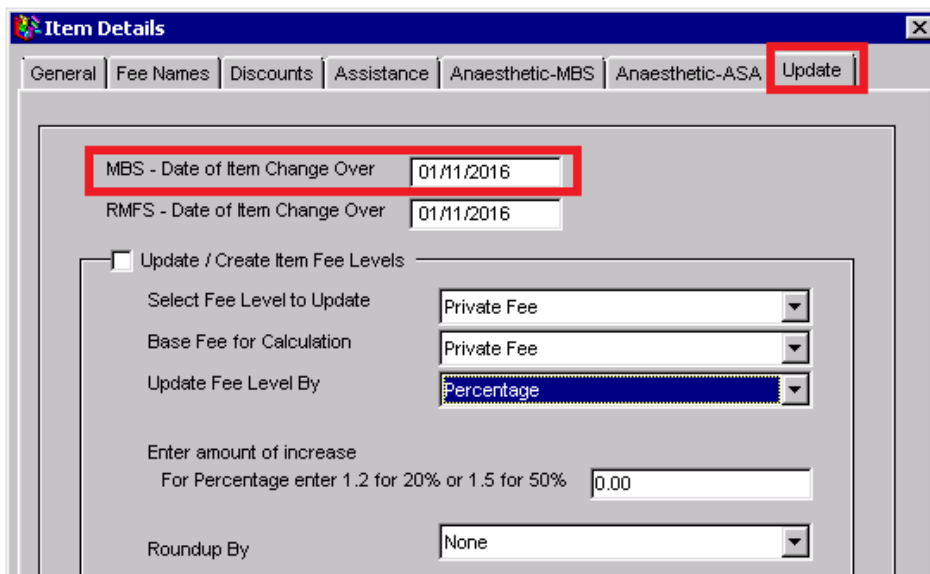 Item Details
General Fee Names Discounts Assistance Anaesthetic-MBS Anaesthetic-ASA Update
MBS - Date of Item Change Over 01/11/2016
RMFS - Date of Item Change Over 01/11/2016
Update / Create Item Fee Levels
Select Fee Level to Update Private Fee
Base Fee for Calculation Private Fee
Update Fee Level By Percentage
Enter amount of increase
For Percentage enter 1.2 for 20% or 1.5 for 50% 0.00
Roundup By None